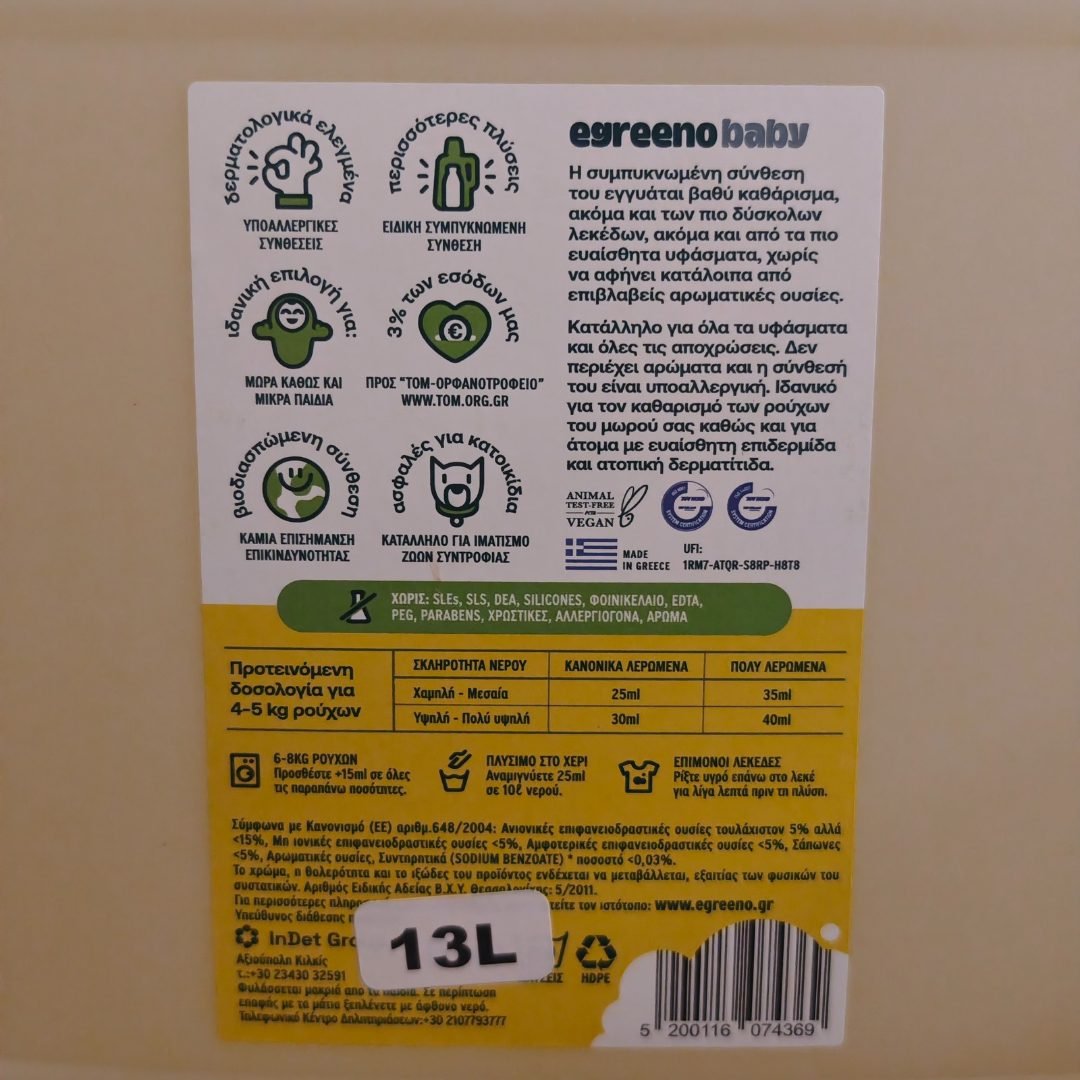 δερματολογικά ελεγμένα
ΥΠΟΑΛΛΕΡΓΙΚΕΣ
ΣΥΝΘΕΣΕΙΣ
περισσότερες πλύσεις
ΕΙΔΙΚΗ ΣΥΜΠΥΚΝΩΜΕΝΗ
ΣΥΝΘΕΣΗ
ιδανική επιλογή για:
ΜΩΡΑ ΚΑΘΩΣ ΚΑΙ
ΜΙΚΡΑ ΠΑΙΔΙΑ
3% των εσόδων μας
ΠΡΟΣ "ΤΟΜ-ΟΡΦΑΝΟΤΡΟΦΕΙΟ"
WWW.TOM.ORG.GR
βιοδιασπώμενη σύνθεση
ΚΑΜΙΑ ΕΠΙΣΗΜΑΝΣΗ
ΕΠΙΚΙΝΔΥΝΟΤΗΤΑΣ
ασφαλές για κατοικίδια
ΚΑΤΑΛΛΗΛΟ ΓΙΑ ΙΜΑΤΙΣΜΟ
ΖΩΩΝ ΣΥΝΤΡΟΦΙΑΣ
egreeno baby
Η συμπυκνωμένη σύνθεση
του εγγυάται βαθύ καθάρισμα,
ακόμα και των πιο δύσκολων
λεκέδων, ακόμα και από τα πιο
ευαίσθητα υφάσματα, χωρίς
να αφήνει κατάλοιπα από
επιβλαβείς αρωματικές ουσίες.
Κατάλληλο για όλα τα υφάσματα
και όλες τις αποχρώσεις. Δεν
περιέχει αρώματα και η σύνθεσή
του είναι υποαλλεργική. Ιδανικό
για τον καθαρισμό των ρούχων
του μωρού σας καθώς και για
άτομα με ευαίσθητη επιδερμίδα
και ατοπική δερματίτιδα.
ANIMAL
TEST-FREE
PETA
VEGAN
SYSTEM CERTIFICATION
SYSTEM CERTIFICATION
MADE
IN GREECE
UFI:
1RM7-ATQR-S8RP-H8T8
ΧΩΡΙΣ: SLEs, SLS, DEA, SILICONES, ΦΟΙΝΙΚΕΛΑΙΟ, EDTA,
PEG, PARABENS, ΧΡΩΣΤΙΚΕΣ, ΑΛΛΕΡΓΙΟΓΟΝΑ, ΑΡΩΜΑ
Προτεινόμενη
δοσολογία για
4-5 kg ρούχων
ΣΚΛΗΡΟΤΗΤΑ ΝΕΡΟΥ ΚΑΝΟΝΙΚΑ ΛΕΡΩΜΕΝΑ ΠΟΛΥ ΛΕΡΩΜΕΝΑ
Χαμηλή - Μεσαία 25ml 35ml
Υψηλή - Πολύ υψηλή 30ml 40ml
6-8KG ΡΟΥΧΩΝ
Προσθέστε +15ml σε όλες
τις παραπάνω ποσότητες.
ΠΛΥΣΙΜΟ ΣΤΟ ΧΕΡΙ
Αναμιγνύετε 25ml
σε 10ℓ νερού.
ΕΠΙΜΟΝΟΙ ΛΕΚΕΔΕΣ
Ρίξτε υγρό επάνω στο λεκέ
για λίγα λεπτά πριν τη πλύση.
Σύμφωνα με Κανονισμό (ΕΕ) αριθμ.648/2004: Ανιονικές επιφανειοδραστικές ουσίες τουλάχιστον 5% αλλά
<15%, Μη ιονικές επιφανειοδραστικές ουσίες <5%, Αμφοτερικές επιφανειοδραστικές ουσίες <5%, Σάπωνες
<5%, Αρωματικές ουσίες, Συντηρητικά (SODIUM BENZOATE) * ποσοστό <0,03%.
Το χρώμα, η θολερότητα και το ιξώδες του προϊόντος ενδέχεται να μεταβάλλεται, εξαιτίας των φυσικών του
συστατικών. Αριθμός Ειδικής Αδείας Β.Χ.Υ. Θεσσαλονίκης: 5/2011.
Για περισσότερες τον ιστότοπο: www.egreeno.gr
Υπεύθυνος διάθεσης
InDet
13L
HDPE
Αξιούπολη Κιλκίς
τ.:+30 23430 32591
Φυλάσσεται μακριά από τα παιδιά. Σε περίπτωση
επαφής με τα μάτια ξεπλένετε με άφθονο νερό.
Τηλεφωνικό Κέντρο Δηλητηριάσεων:+30 2107793777
5 200116 074369